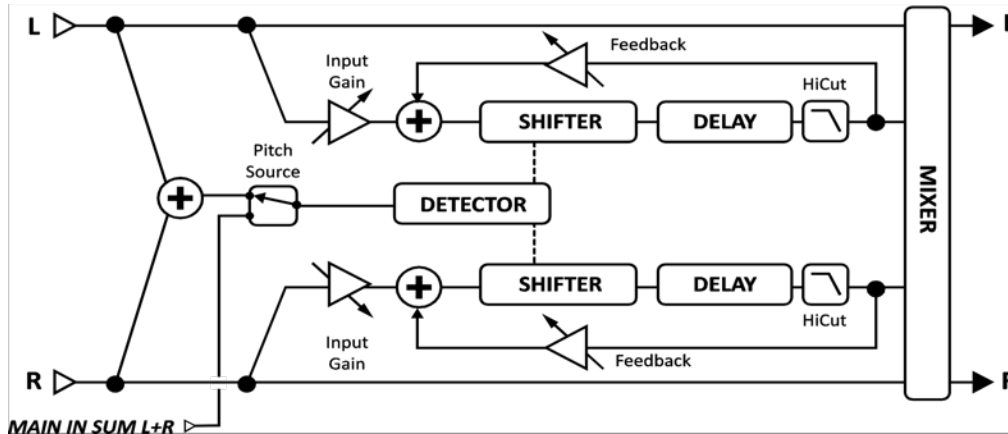 L
Input
Gain
Feedback
HiCut
+
SHIFTER
DELAY
Pitch
Source
+
DETECTOR
MIXER
+
SHIFTER
DELAY
HiCut
Input
Gain
Feedback
R
MAIN IN SUM L+R